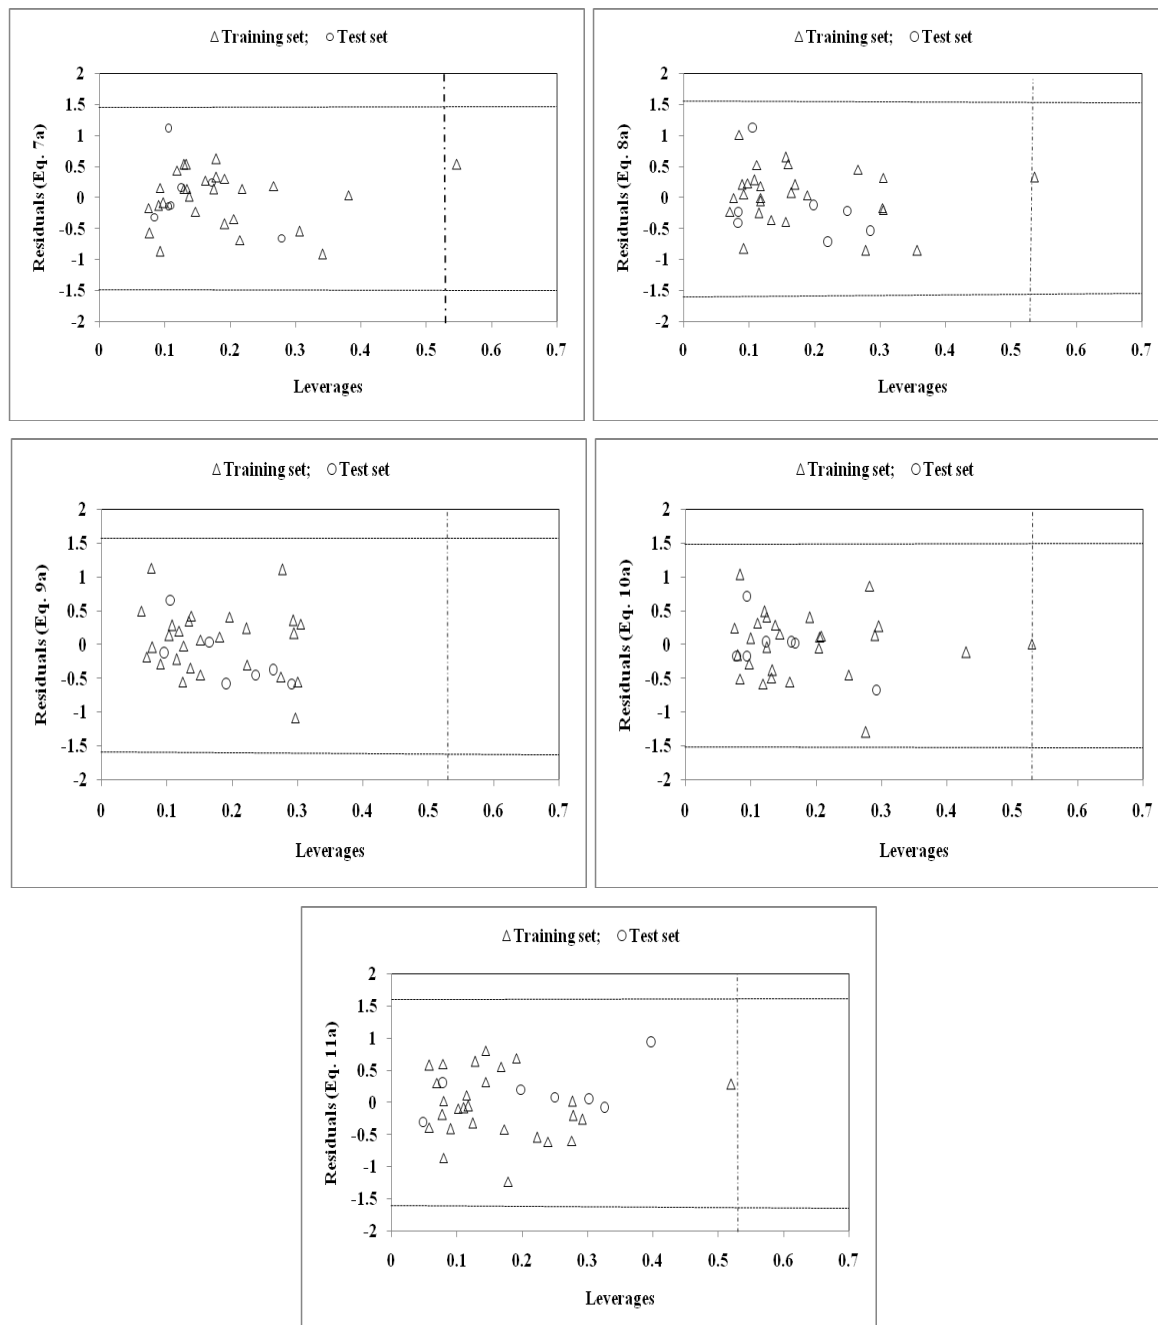 Training set; Test set
2
1.5
1
0.5
0
-0.5
-1
-1.5
-2
Residuals (Eq. 7a)
0 0.1 0.2 0.3 0.4 0.5 0.6 0.7
Leverages
Training set; Test set
2
1.5
1
0.5
0
-0.5
-1
-1.5
-2
Residuals (Eq. 8a)
0 0.1 0.2 0.3 0.4 0.5 0.6 0.7
Leverages
Training set; Test set
2
1.5
1
0.5
0
-0.5
-1
-1.5
-2
Residuals (Eq. 9a)
0 0.1 0.2 0.3 0.4 0.5 0.6 0.7
Leverages
Training set; Test set
2
1.5
1
0.5
0
-0.5
-1
-1.5
-2
Residuals (Eq. 10a)
0 0.1 0.2 0.3 0.4 0.5 0.6 0.7
Leverages
Training set; Test set
2
1.5
1
0.5
0
-0.5
-1
-1.5
-2
Residuals (Eq. 11a)
0 0.1 0.2 0.3 0.4 0.5 0.6 0.7
Leverages